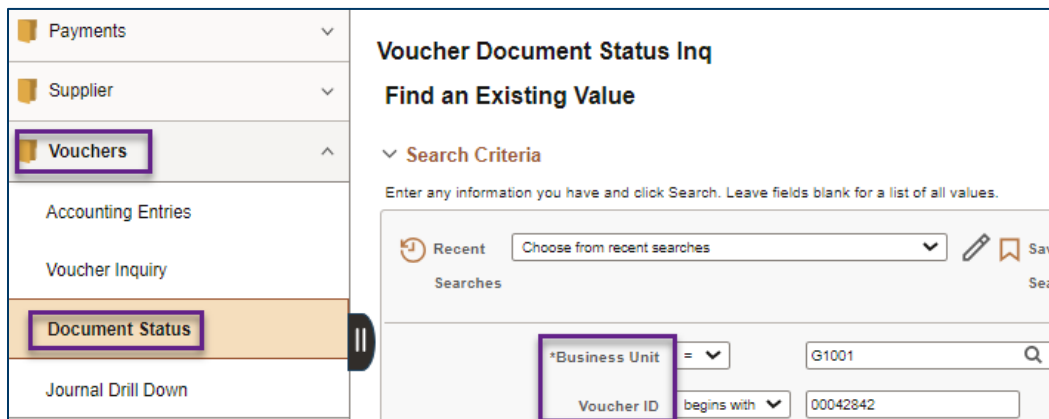 Payments
Supplier
Vouchers
Accounting Entries
Voucher Inquiry
Document Status
Journal Drill Down
Voucher Document Status Inq
Find an Existing Value
Search Criteria
Enter any information you have and click Search. Leave fields blank for a list of all values.
Recent Searches
Choose from recent searches
Sav
Sea
*Business Unit = G1001
Voucher ID begins with 00042842